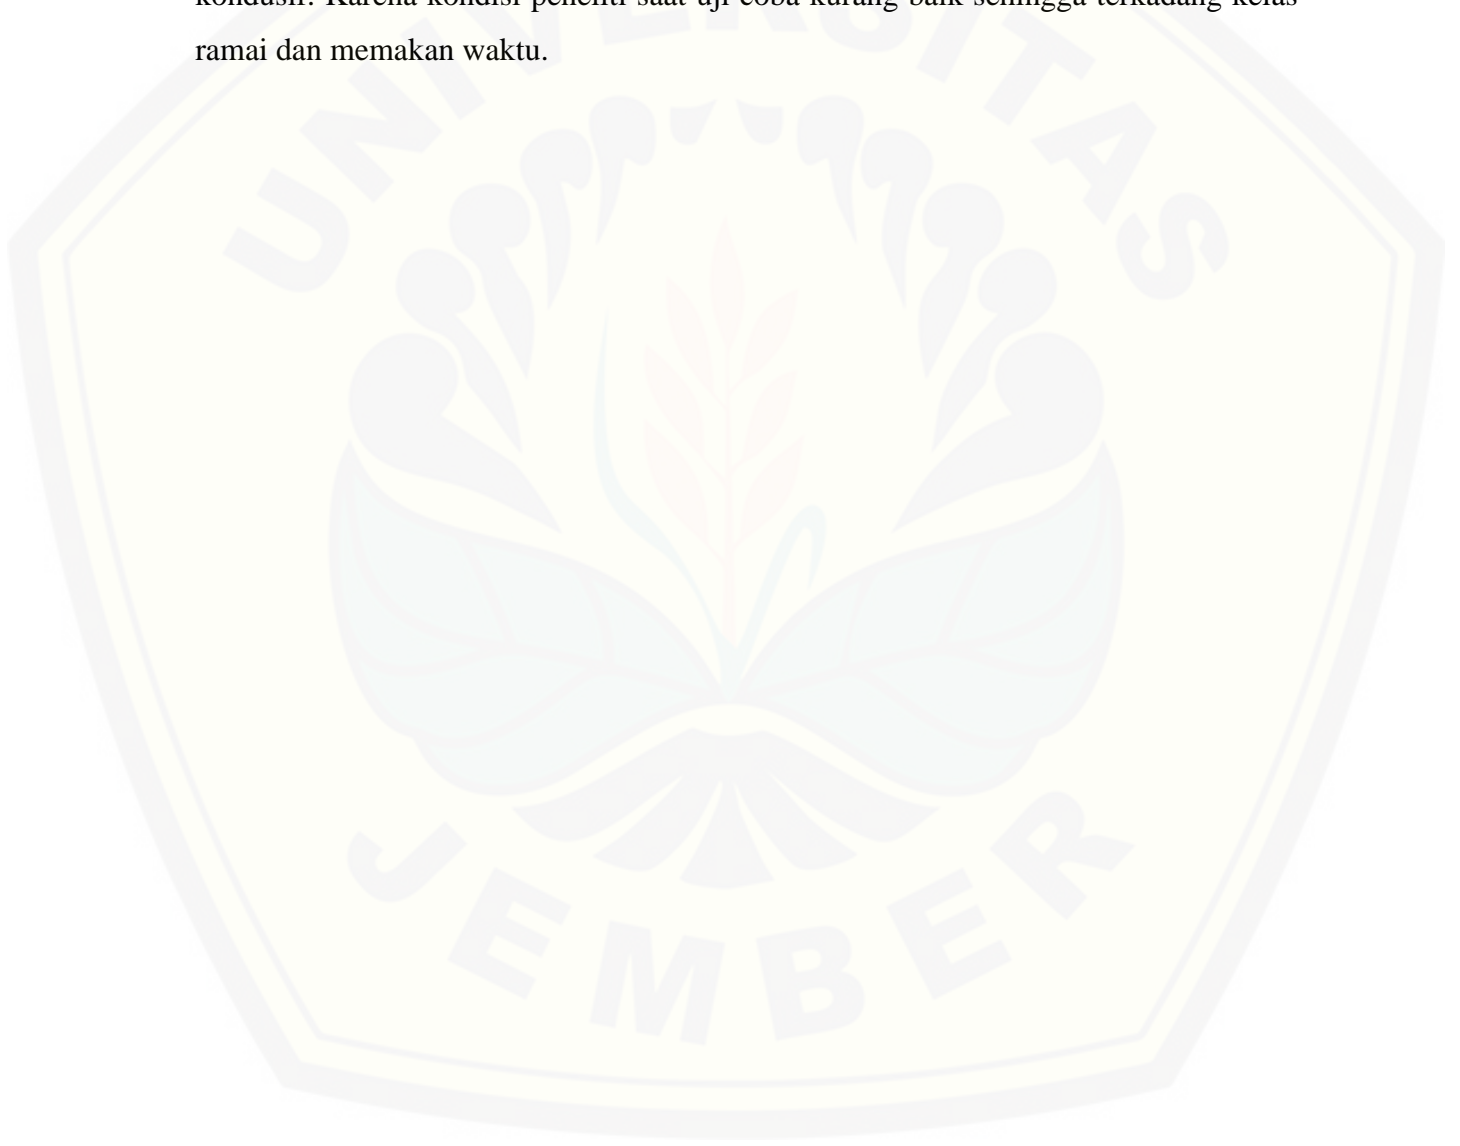 kondusif. Karena kondisi peneliti saat uji coba kurang baik sehingga terkadang kelas
ramai dan memakan waktu.
UNIVERSITAS
JEMBER